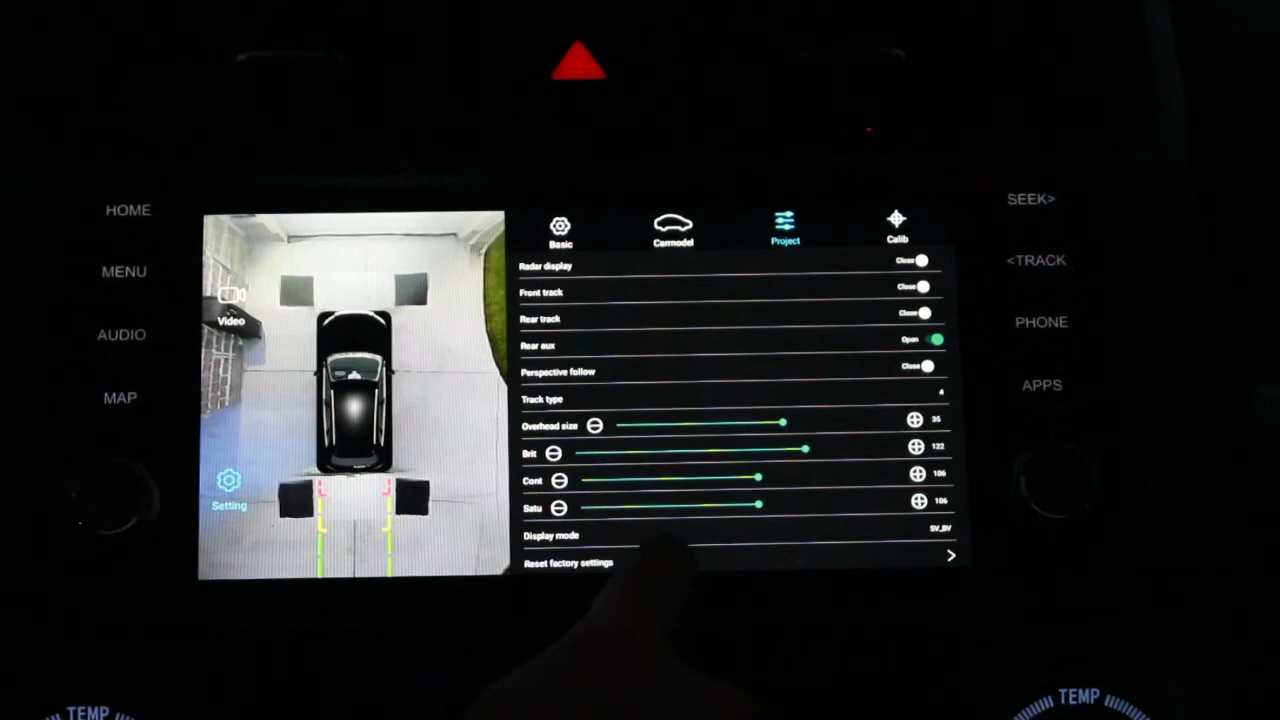 HOME
MENU
AUDIO
MAP
Video
Setting
Basic
Carmodel
Project
Calib
Radar display Close
Front track Close
Rear track Close
Rear aux Open
Perspective follow Close
Track type 4
Overhead size 35
Brit 122
Cont 106
Satu 106
Display mode SV_BV
Reset factory settings >
SEEK>
<TRACK
PHONE
APPS
TEMP
TEMP